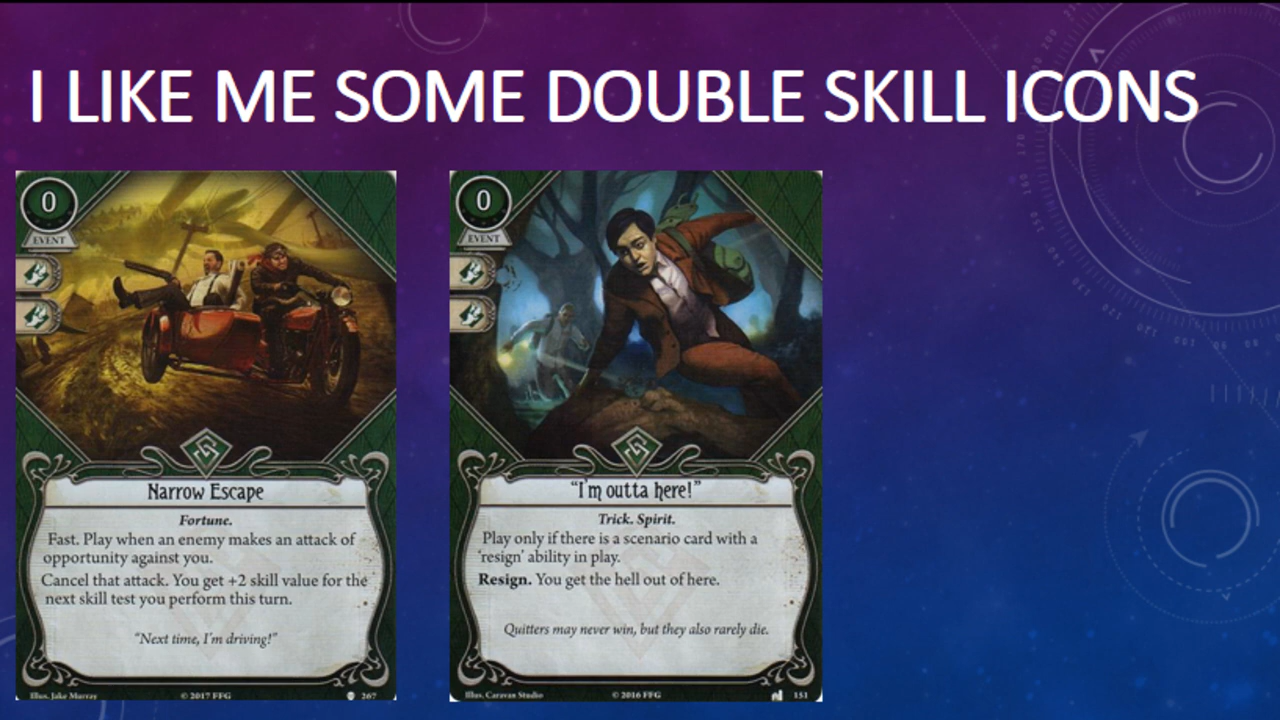 I LIKE ME SOME DOUBLE SKILL ICONS
0
EVENT
Narrow Escape
Fortune.
Fast. Play when an enemy makes an attack of
opportunity against you.
Cancel that attack. You get +2 skill value for the
next skill test you perform this turn.
“Next time, I’m driving!”
Illus. Jake Murray © 2017 FFG 267
0
EVENT
“I’m outta here!”
Trick. Spirit.
Play only if there is a scenario card with a
‘resign’ ability in play.
Resign. You get the hell out of here.
Quitters may never win, but they also rarely die.
Illus. Caravan Studio © 2016 FFG 151